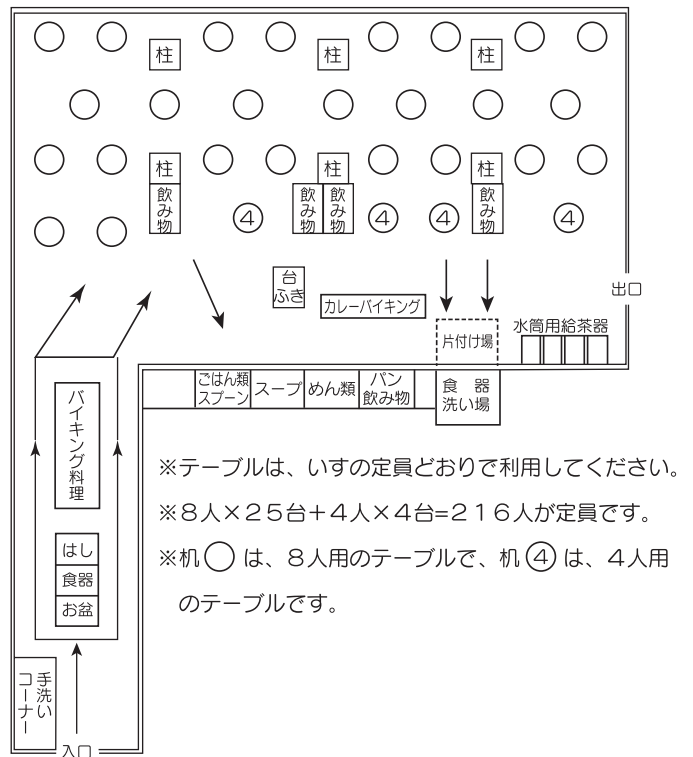 柱
柱
柱
柱
柱
柱
飲み物
④
飲み物
飲み物
④
④
飲み物
④
台
ふき
カレーバイキング
出口
水筒用給茶器
片付け場
ごはん類
スプーン
スープ
めん類
パン
飲み物
食 器
洗い場
バイキング料理
はし
食器
お盆
手洗い
コーナー
入口
※テーブルは、いすの定員どおりで利用してください。
※8人×25台+4人×4台=216人が定員です。
※机◯は、8人用のテーブルで、机④は、4人用
のテーブルです。